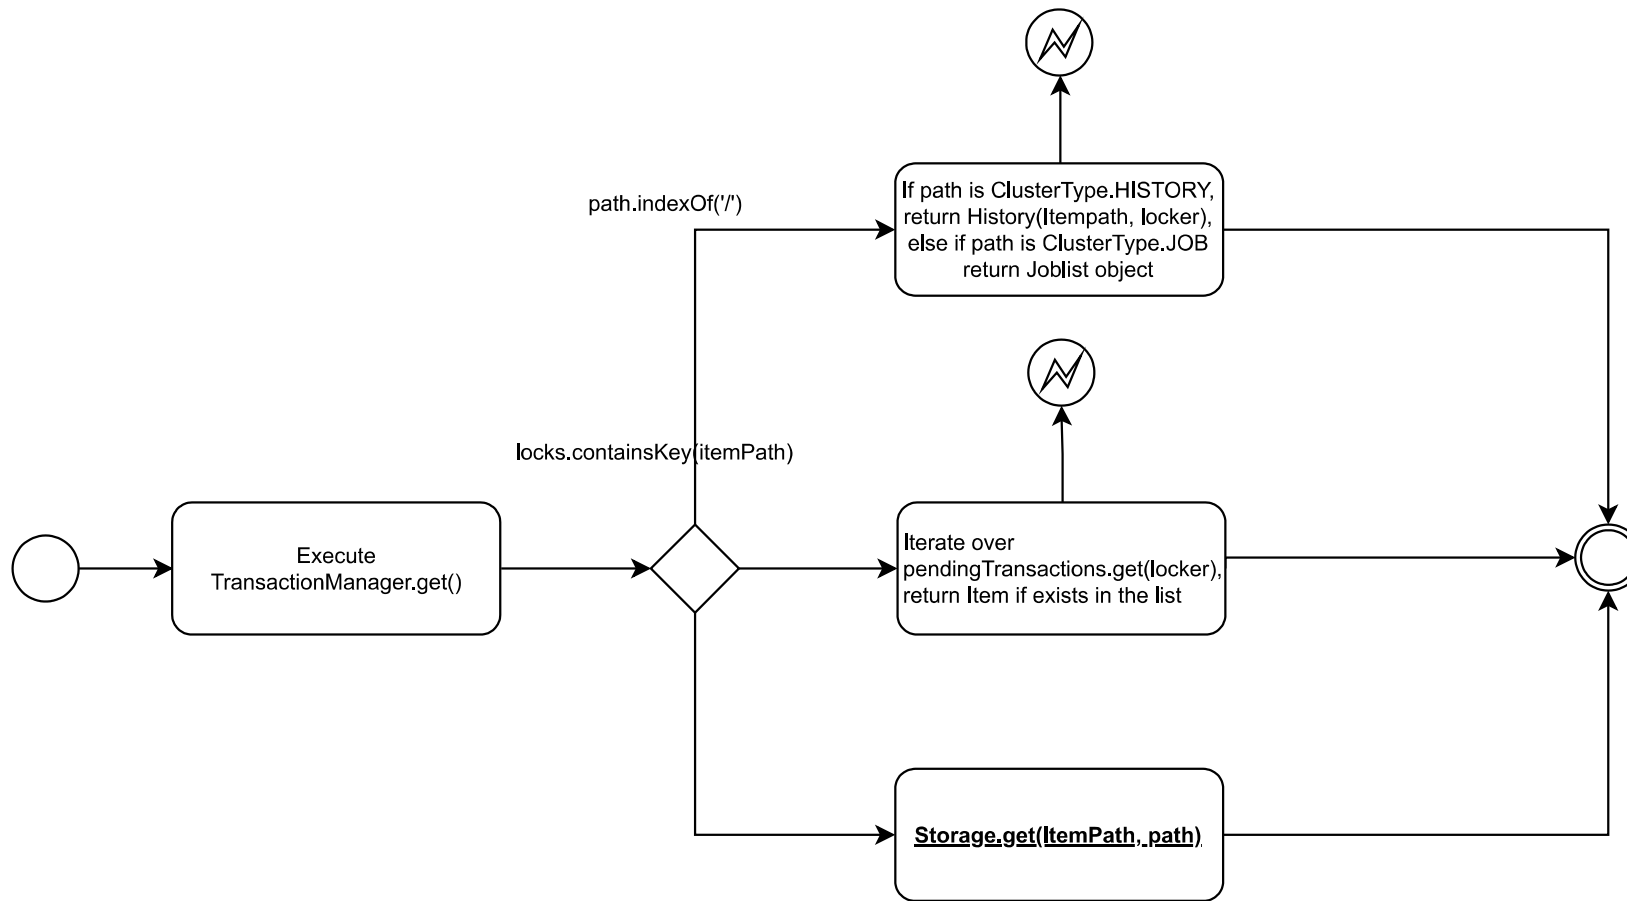 path.indexOf('/')
If path is ClusterType.HISTORY,
return History(Itempath, locker),
else if path is ClusterType.JOB
return Joblist object
locks.containsKey(itemPath)
Execute
TransactionManager.get()
Iterate over
pendingTransactions.get(locker),
return Item if exists in the list
Storage.get(ItemPath, path)